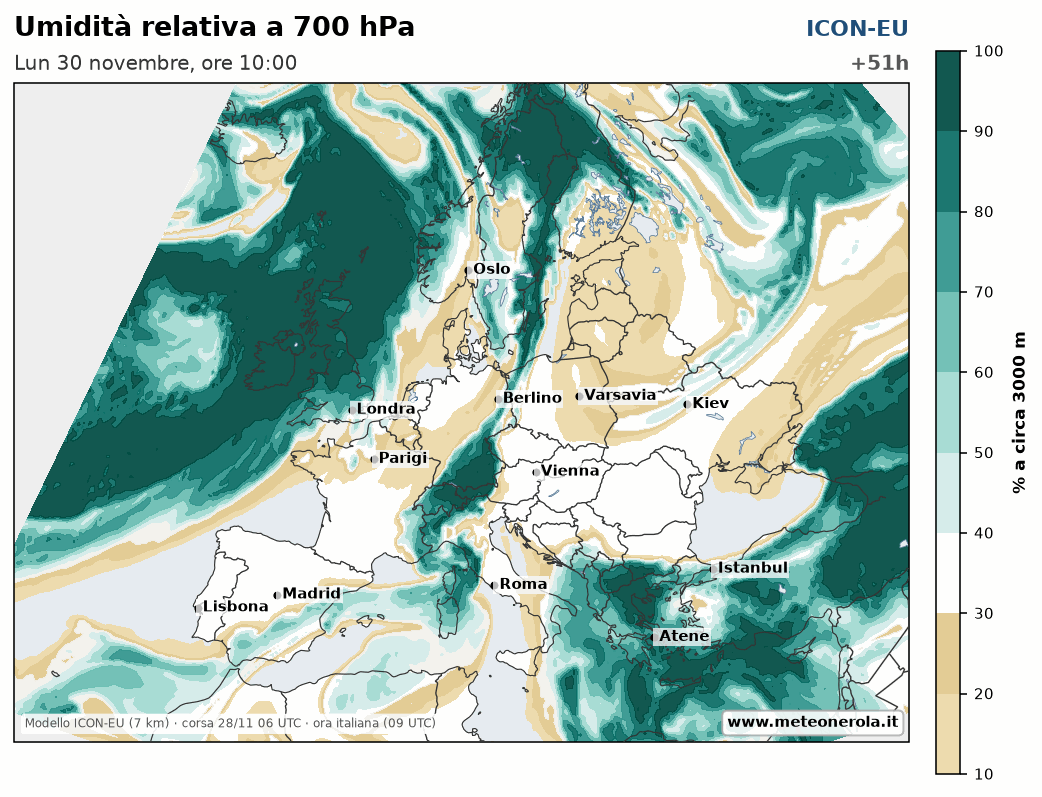 Umidità relativa a 700 hPa
ICON-EU
Lun 30 novembre, ore 10:00
+51h
100
90
80
70
60
50
40
30
20
10
% a circa 3000 m
Oslo
Londra
Berlino
Varsavia
Kiev
Parigi
Vienna
Istanbul
Roma
Madrid
Lisbona
Atene
Modello ICON-EU (7 km) · corsa 28/11 06 UTC · ora italiana (09 UTC)
www.meteonerola.it